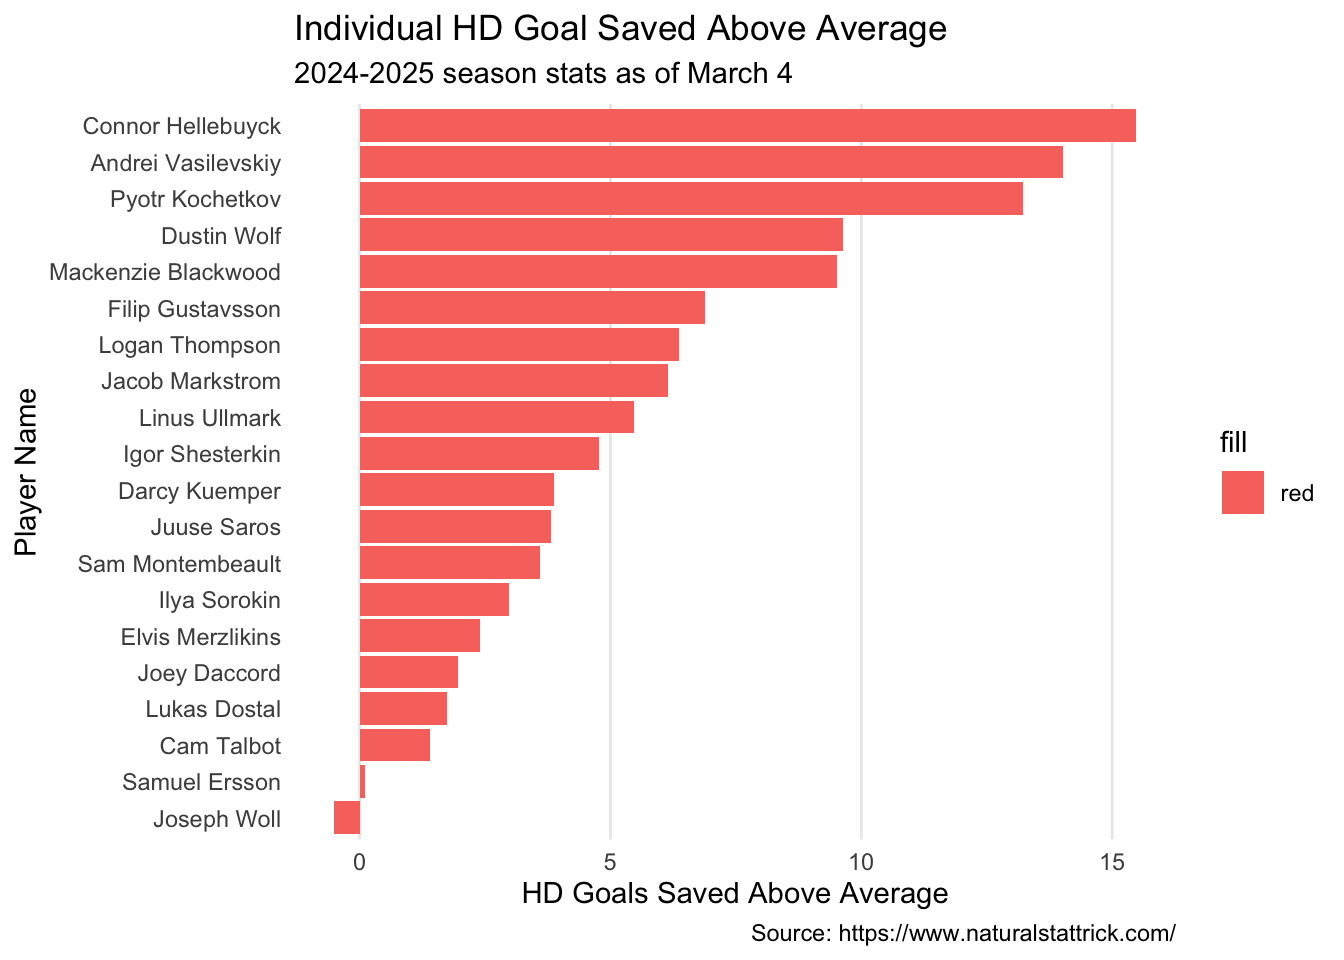 Individual HD Goal Saved Above Average
2024-2025 season stats as of March 4
Connor Hellebuyck
Andrei Vasilevskiy
Pyotr Kochetkov
Dustin Wolf
Mackenzie Blackwood
Filip Gustavsson
Logan Thompson
Jacob Markstrom
Linus Ullmark
Igor Shesterkin
Darcy Kuemper
Juuse Saros
Sam Montembeault
Ilya Sorokin
Elvis Merzlikins
Joey Daccord
Lukas Dostal
Cam Talbot
Samuel Ersson
Joseph Woll
Player Name
0 5 10 15
HD Goals Saved Above Average
fill
red
Source: https://www.naturalstattrick.com/